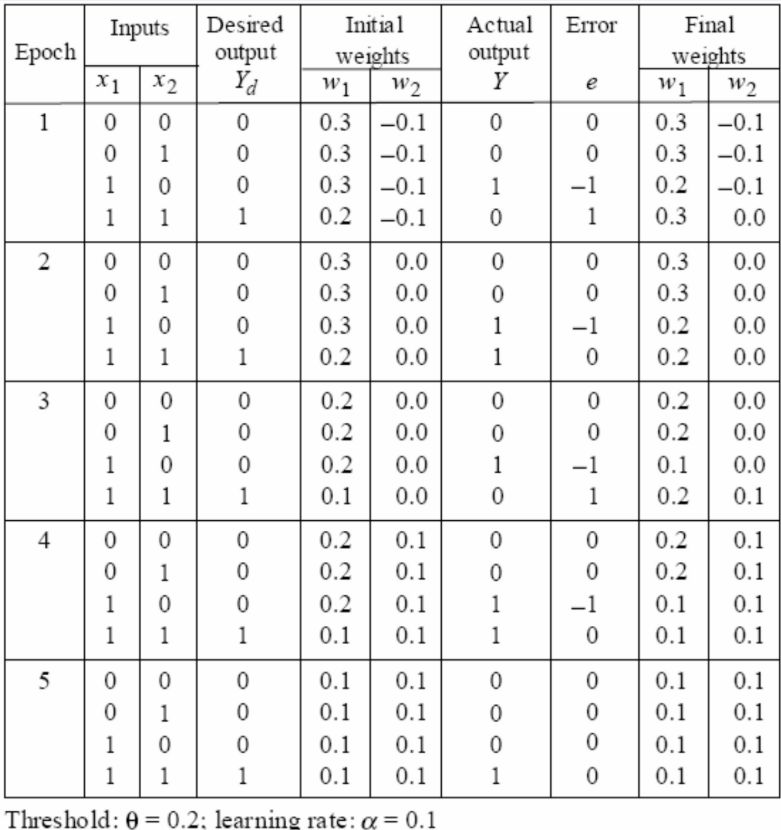 Epoch Inputs Desired output Initial weights Actual output Error Final weights
x1 x2 Yd w1 w2 Y e w1 w2
1 0 0 0 0.3 –0.1 0 0 0.3 –0.1
0 1 0 0.3 –0.1 0 0 0.3 –0.1
1 0 0 0.3 –0.1 1 –1 0.2 –0.1
1 1 1 0.2 –0.1 0 1 0.3 0.0
2 0 0 0 0.3 0.0 0 0 0.3 0.0
0 1 0 0.3 0.0 0 0 0.3 0.0
1 0 0 0.3 0.0 1 –1 0.2 0.0
1 1 1 0.2 0.0 1 0 0.2 0.0
3 0 0 0 0.2 0.0 0 0 0.2 0.0
0 1 0 0.2 0.0 0 0 0.2 0.0
1 0 0 0.2 0.0 1 –1 0.1 0.0
1 1 1 0.1 0.0 0 1 0.2 0.1
4 0 0 0 0.2 0.1 0 0 0.2 0.1
0 1 0 0.2 0.1 0 0 0.2 0.1
1 0 0 0.2 0.1 1 –1 0.1 0.1
1 1 1 0.1 0.1 1 0 0.1 0.1
5 0 0 0 0.1 0.1 0 0 0.1 0.1
0 1 0 0.1 0.1 0 0 0.1 0.1
1 0 0 0.1 0.1 0 0 0.1 0.1
1 1 1 0.1 0.1 1 0 0.1 0.1
Threshold: θ = 0.2; learning rate: α = 0.1